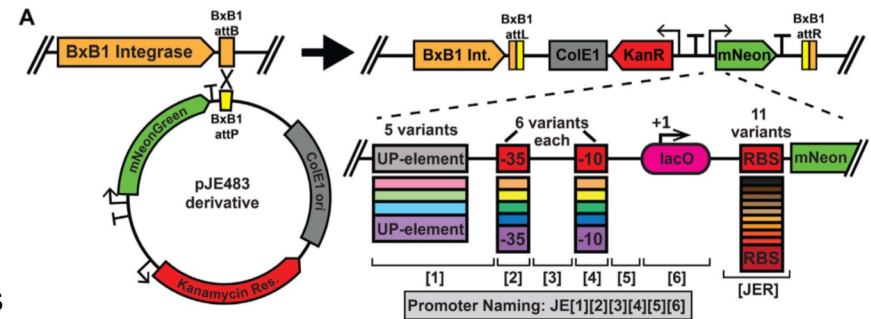 A
BxB1
attB
BxB1 Integrase
BxB1
attP
mNeonGreen
ColE1 ori
pJE483
derivative
Kanamycin Res.
s
BxB1
attL
BxB1
attR
BxB1 Int.
ColE1
KanR
mNeon
5 variants
6 variants
each
+1
11
variants
UP-element
-35
-10
lacO
RBS
mNeon
UP-element
-35
-10
RBS
[1]
[2]
[3]
[4]
[5]
[6]
[JER]
Promoter Naming: JE[1][2][3][4][5][6]